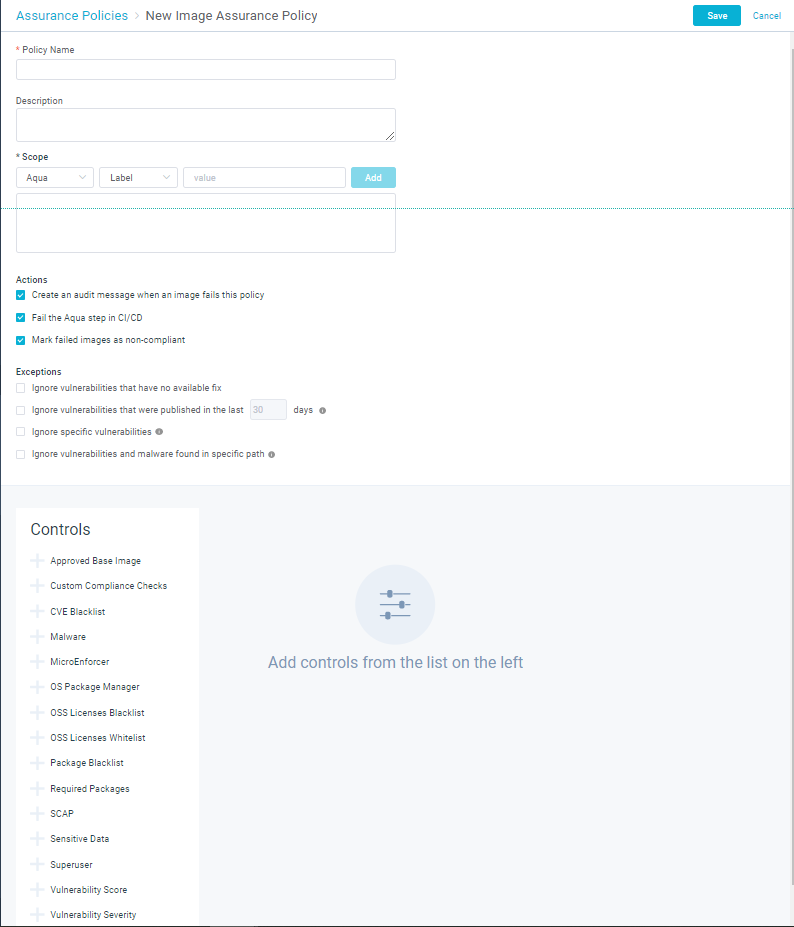 Assurance Policies > New Image Assurance Policy Save Cancel
* Policy Name
Description
* Scope
Aqua Label value Add
Actions
Create an audit message when an image fails this policy
Fail the Aqua step in CI/CD
Mark failed images as non-compliant
Exceptions
Ignore vulnerabilities that have no available fix
Ignore vulnerabilities that were published in the last 30 days
Ignore specific vulnerabilities
Ignore vulnerabilities and malware found in specific path
Controls
Approved Base Image
Custom Compliance Checks
CVE Blacklist
Malware
MicroEnforcer
OS Package Manager
OSS Licenses Blacklist
OSS Licenses Whitelist
Package Blacklist
Required Packages
SCAP
Sensitive Data
Superuser
Vulnerability Score
Vulnerability Severity
Add controls from the list on the left